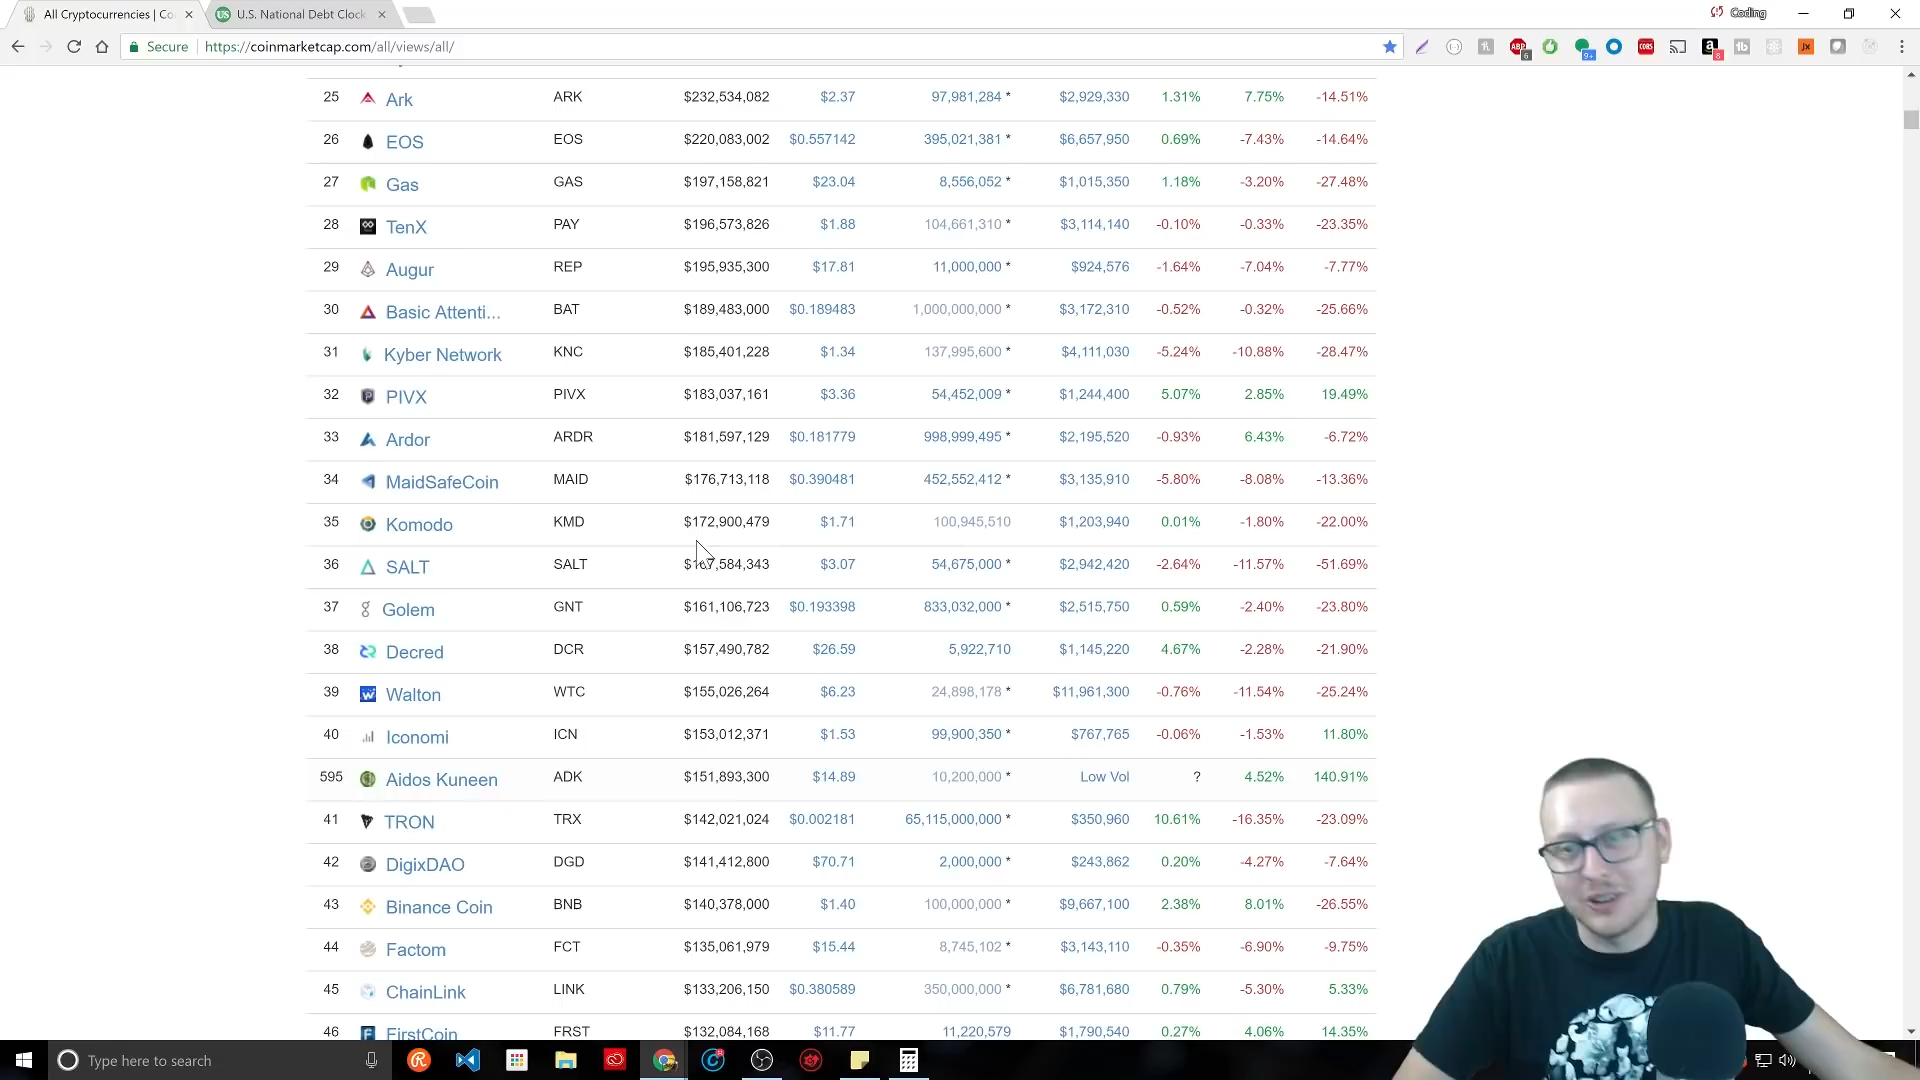 All Cryptocurrencies | Co
U.S. National Debt Clock
Coding
Secure
https://coinmarketcap.com/all/views/all/
25 Ark ARK $232,534,082 $2.37 97,981,284 * $2,929,330 1.31% 7.75% -14.51%
26 EOS EOS $220,083,002 $0.557142 395,021,381 * $6,657,950 0.69% -7.43% -14.64%
27 Gas GAS $197,158,821 $23.04 8,556,052 * $1,015,350 1.18% -3.20% -27.48%
28 TenX PAY $196,573,826 $1.88 104,661,310 * $3,114,140 -0.10% -0.33% -23.35%
29 Augur REP $195,935,300 $17.81 11,000,000 * $924,576 -1.64% -7.04% -7.77%
30 Basic Attenti... BAT $189,483,000 $0.189483 1,000,000,000 * $3,172,310 -0.52% -0.32% -25.66%
31 Kyber Network KNC $185,401,228 $1.34 137,995,600 * $4,111,030 -5.24% -10.88% -28.47%
32 PIVX PIVX $183,037,161 $3.36 54,452,009 * $1,244,400 5.07% 2.85% 19.49%
33 Ardor ARDR $181,597,129 $0.181779 998,999,495 * $2,195,520 -0.93% 6.43% -6.72%
34 MaidSafeCoin MAID $176,713,118 $0.390481 452,552,412 * $3,135,910 -5.80% -8.08% -13.36%
35 Komodo KMD $172,900,479 $1.71 100,945,510 $1,203,940 0.01% -1.80% -22.00%
36 SALT SALT $167,584,343 $3.07 54,675,000 * $2,942,420 -2.64% -11.57% -51.69%
37 Golem GNT $161,106,723 $0.193398 833,032,000 * $2,515,750 0.59% -2.40% -23.80%
38 Decred DCR $157,490,782 $26.59 5,922,710 $1,145,220 4.67% -2.28% -21.90%
39 Walton WTC $155,026,264 $6.23 24,898,178 * $11,961,300 -0.76% -11.54% -25.24%
40 Iconomi ICN $153,012,371 $1.53 99,900,350 * $767,765 -0.06% -1.53% 11.80%
595 Aidos Kuneen ADK $151,893,300 $14.89 10,200,000 * Low Vol ? 4.52% 140.91%
41 TRON TRX $142,021,024 $0.002181 65,115,000,000 * $350,960 10.61% -16.35% -23.09%
42 DigixDAO DGD $141,412,800 $70.71 2,000,000 * $243,862 0.20% -4.27% -7.64%
43 Binance Coin BNB $140,378,000 $1.40 100,000,000 * $9,667,100 2.38% 8.01% -26.55%
44 Factom FCT $135,061,979 $15.44 8,745,102 * $3,143,110 -0.35% -6.90% -9.75%
45 ChainLink LINK $133,206,150 $0.380589 350,000,000 * $6,781,680 0.79% -5.30% 5.33%
46 FirstCoin FRST $132,084,168 $11.77 11,220,579 $1,790,540 0.27% 4.06% 14.35%
Type here to search